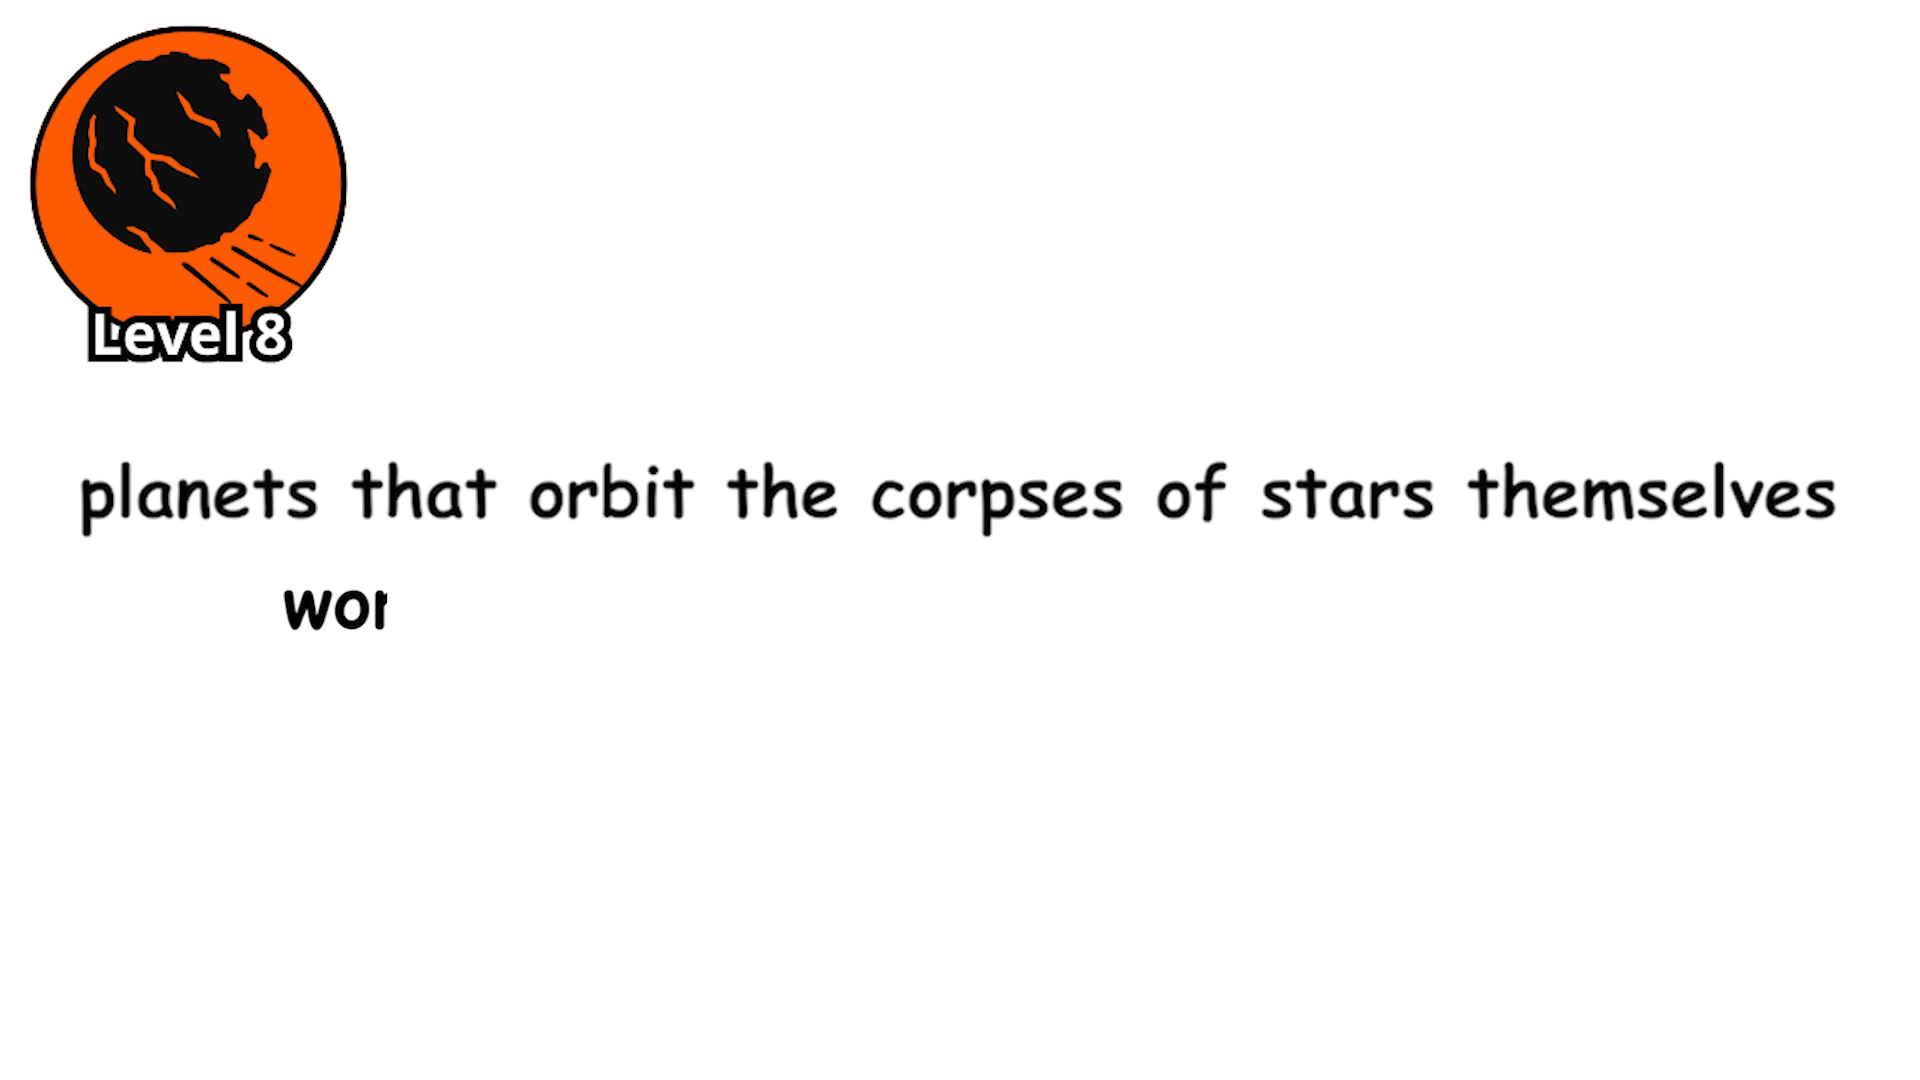 Level 8
planets that orbit the corpses of stars themselves